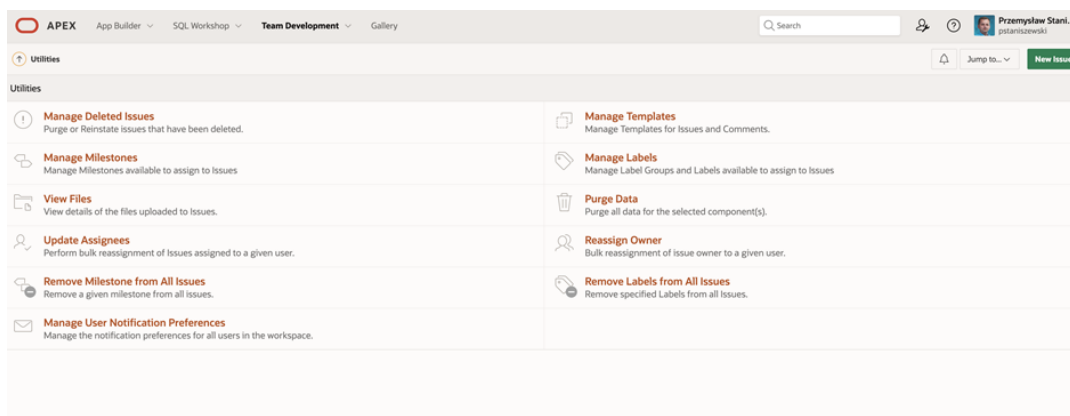 APEX App Builder SQL Workshop Team Development Gallery Search Przemysław Stani.
pstaniszewski
Utilities Jump to... New Issue
Utilities
Manage Deleted Issues
Purge or Reinstate issues that have been deleted.
Manage Templates
Manage Templates for Issues and Comments.
Manage Milestones
Manage Milestones available to assign to Issues
Manage Labels
Manage Label Groups and Labels available to assign to Issues
View Files
View details of the files uploaded to Issues.
Purge Data
Purge all data for the selected component(s).
Update Assignees
Perform bulk reassignment of Issues assigned to a given user.
Reassign Owner
Bulk reassignment of issue owner to a given user.
Remove Milestone from All Issues
Remove a given milestone from all issues.
Remove Labels from All Issues
Remove specified Labels from all Issues.
Manage User Notification Preferences
Manage the notification preferences for all users in the workspace.